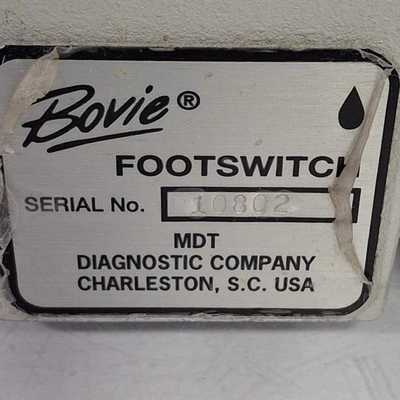 Bovie®
FOOTSWITCH
SERIAL No. 10802
MDT
DIAGNOSTIC COMPANY
CHARLESTON, S.C. USA